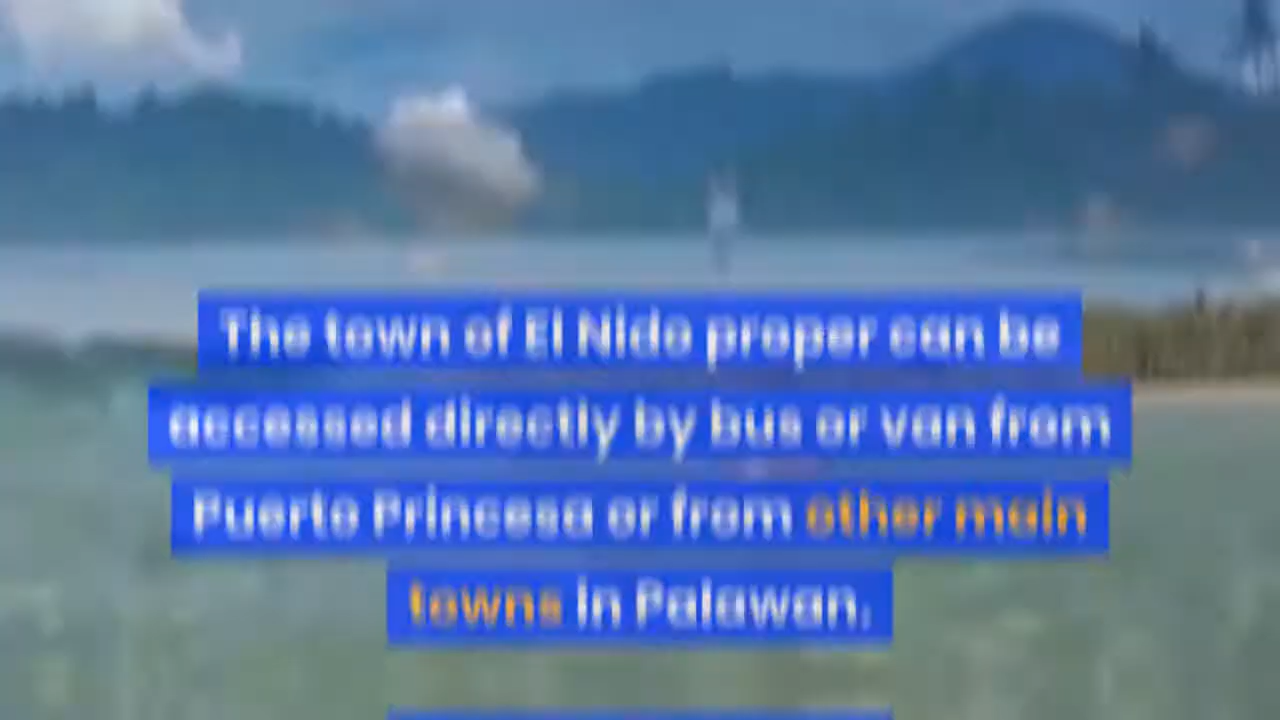 The town of El Nido proper can be
accessed directly by bus or van from
Puerto Princesa or from other main
towns in Palawan.